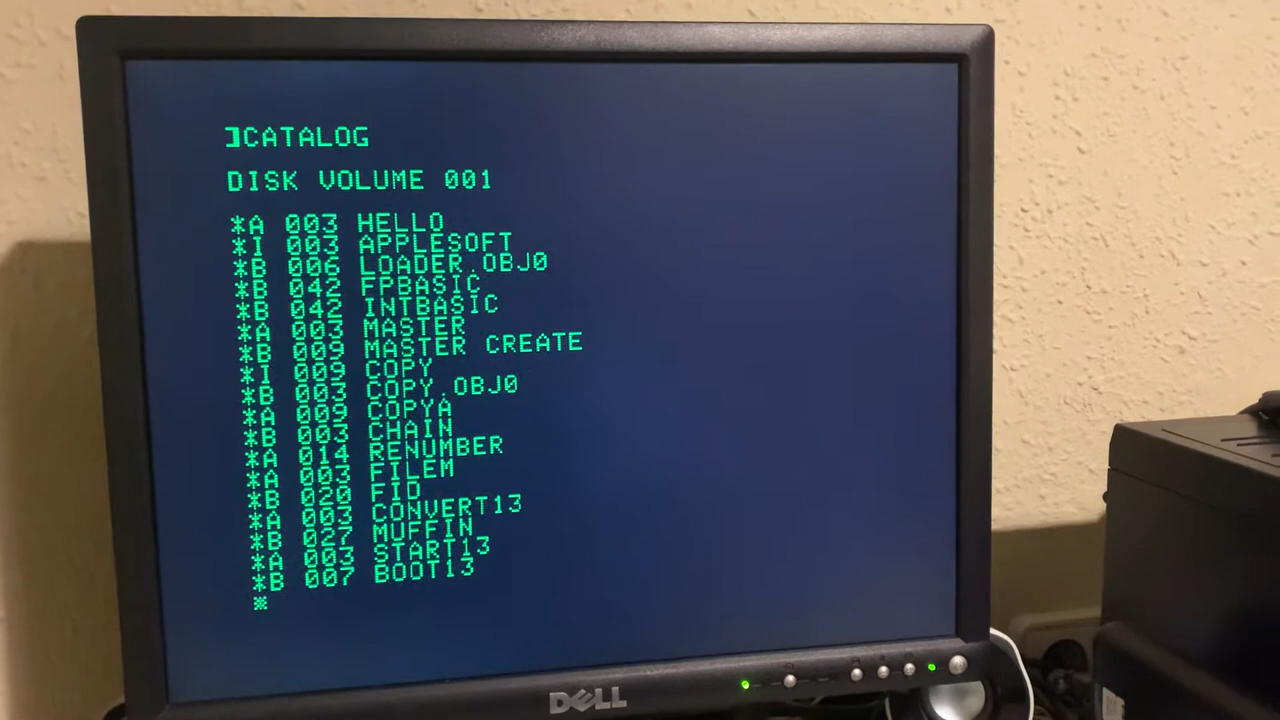 ]CATALOG
DISK VOLUME 001
*A 003 HELLO
*I 003 APPLESOFT
*B 006 LOADER.OBJ0
*B 042 FPBASIC
*B 042 INTBASIC
*A 003 MASTER
*B 009 MASTER CREATE
*I 009 COPY
*B 003 COPY.OBJ0
*A 009 COPYA
*B 003 CHAIN
*A 014 RENUMBER
*A 003 FILEM
*B 020 FID
*A 003 CONVERT13
*B 027 MUFFIN
*A 003 START13
*B 007 BOOT13
*
DELL